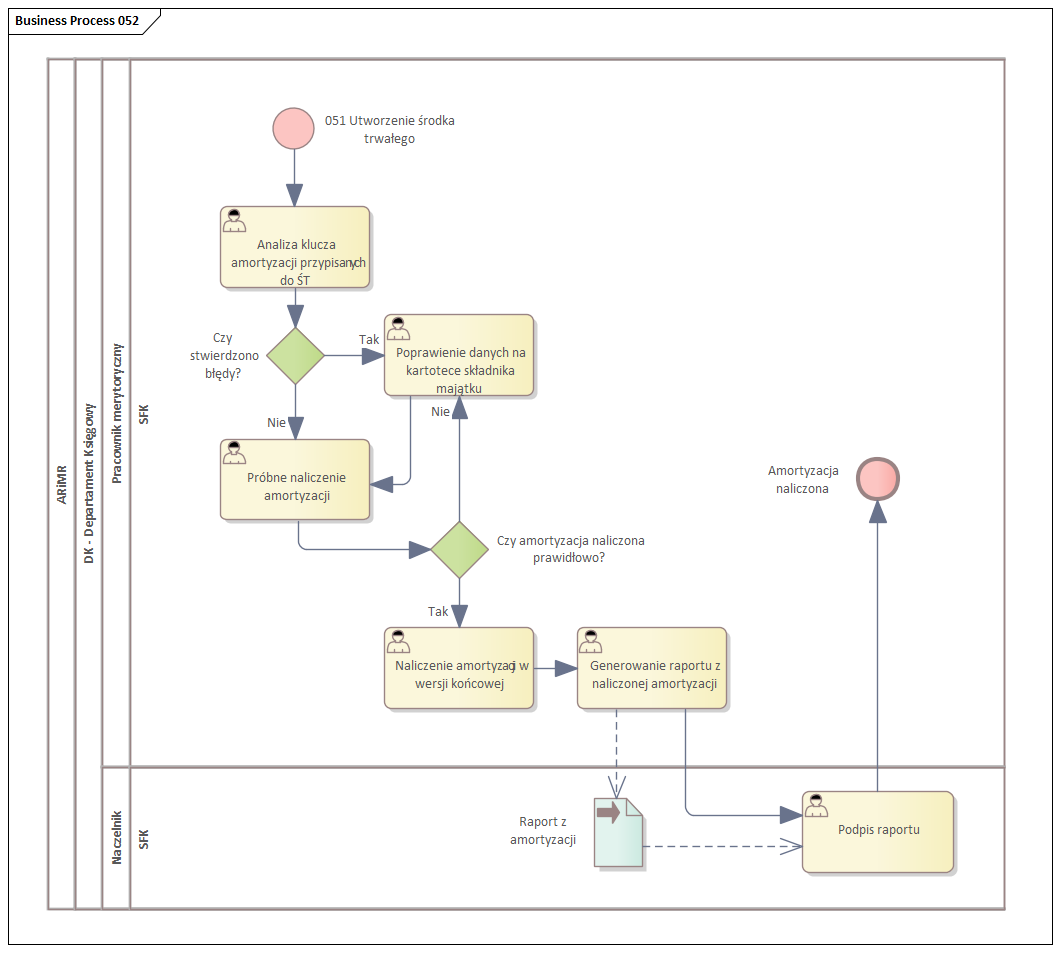 Business Process 052
ARiMR
DK - Departament Księgowy
Pracownik merytoryczny
SFK
051 Utworzenie środka
trwałego
Analiza klucza
amortyzacji przypisanych
do ŚT
Czy
stwierdzono
błędy?
Tak
Poprawienie danych na
kartotece składnika
majątku
Nie
Nie
Próbne naliczenie
amortyzacji
Czy amortyzacja naliczona
prawidłowo?
Amortyzacja
naliczona
Tak
Naliczenie amortyzacji w
wersji końcowej
Generowanie raportu z
naliczonej amortyzacji
Naczelnik
SFK
Raport z
amortyzacji
Podpis raportu